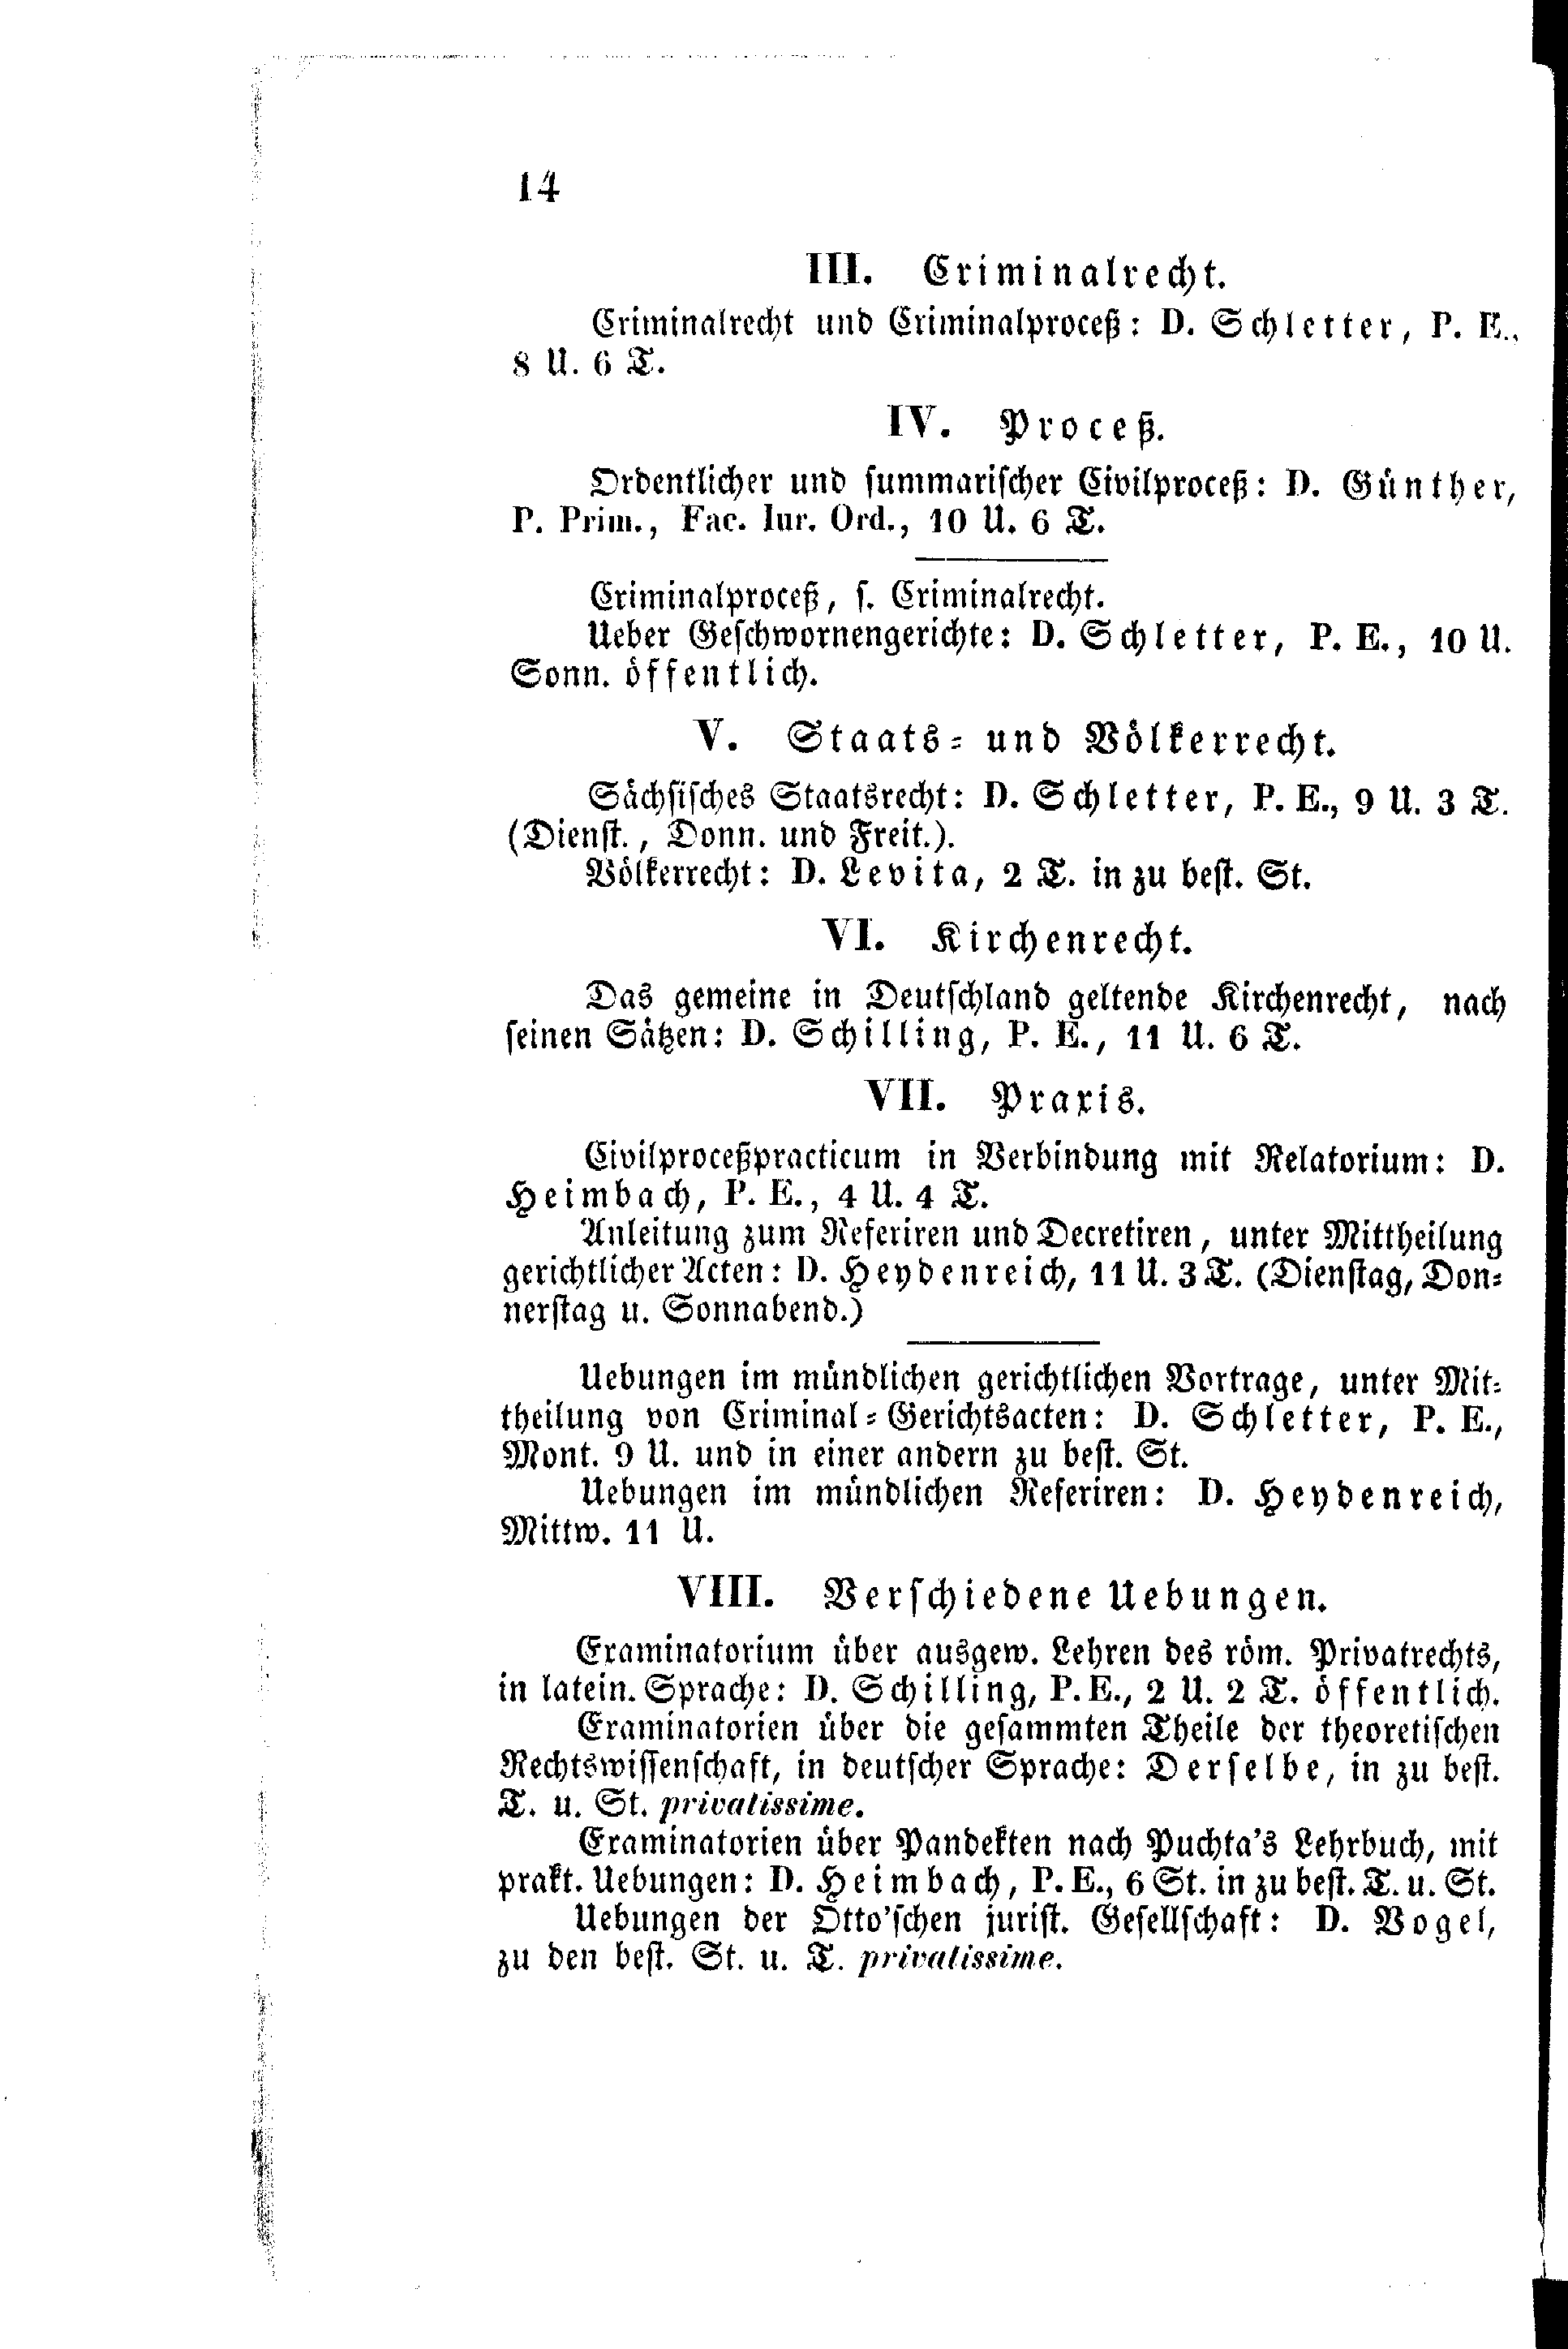 14
III. Criminalrecht.
Criminalrecht und Criminalproceß: D. Schletter, P. E.,
8 U. 6 T.
IV. Proceß.
Ordentlicher und summarischer Civilproceß: D. Günther,
P. Prim., Fac. Iur. Ord., 10 U. 6 T.
Criminalproceß, s. Criminalrecht.
Ueber Geschwornengerichte: D. Schletter, P. E., 10 U.
Sonn. öffentlich.
V. Staats- und Völkerrecht.
Sächsisches Staatsrecht: D. Schletter, P. E., 9 U. 3 T.
(Dienst., Donn. und Freit.).
Völkerrecht: D. Levita, 2 T. in zu best. St.
VI. Kirchenrecht.
Das gemeine in Deutschland geltende Kirchenrecht, nach
seinen Sätzen: D. Schilling, P. E., 11 U. 6 T.
VII. Praxis.
Civilproceßpracticum in Verbindung mit Relatorium: D.
Heimbach, P. E., 4 U. 4 T.
Anleitung zum Referiren und Decretiren, unter Mittheilung
gerichtlicher Acten: D. Heydenreich, 11 U. 3 T. (Dienstag, Don-
nerstag u. Sonnabend.)
Uebungen im mündlichen gerichtlichen Vortrage, unter Mit-
theilung von Criminal-Gerichtsacten: D. Schletter, P. E.,
Mont. 9 U. und in einer andern zu best. St.
Uebungen im mündlichen Referiren: D. Heydenreich,
Mittw. 11 U.
VIII. Verschiedene Uebungen.
Examinatorium über ausgew. Lehren des röm. Privatrechts,
in latein. Sprache: D. Schilling, P. E., 2 U. 2 T. öffentlich.
Examinatorien über die gesammten Theile der theoretischen
Rechtswissenschaft, in deutscher Sprache: Derselbe, in zu best.
T. u. St. privatissime.
Examinatorien über Pandekten nach Puchta's Lehrbuch, mit
prakt. Uebungen: D. Heimbach, P. E., 6 St. in zu best. T. u. St.
Uebungen der Otto'schen jurist. Gesellschaft: D. Vogel,
zu den best. St. u. T. privatissime.